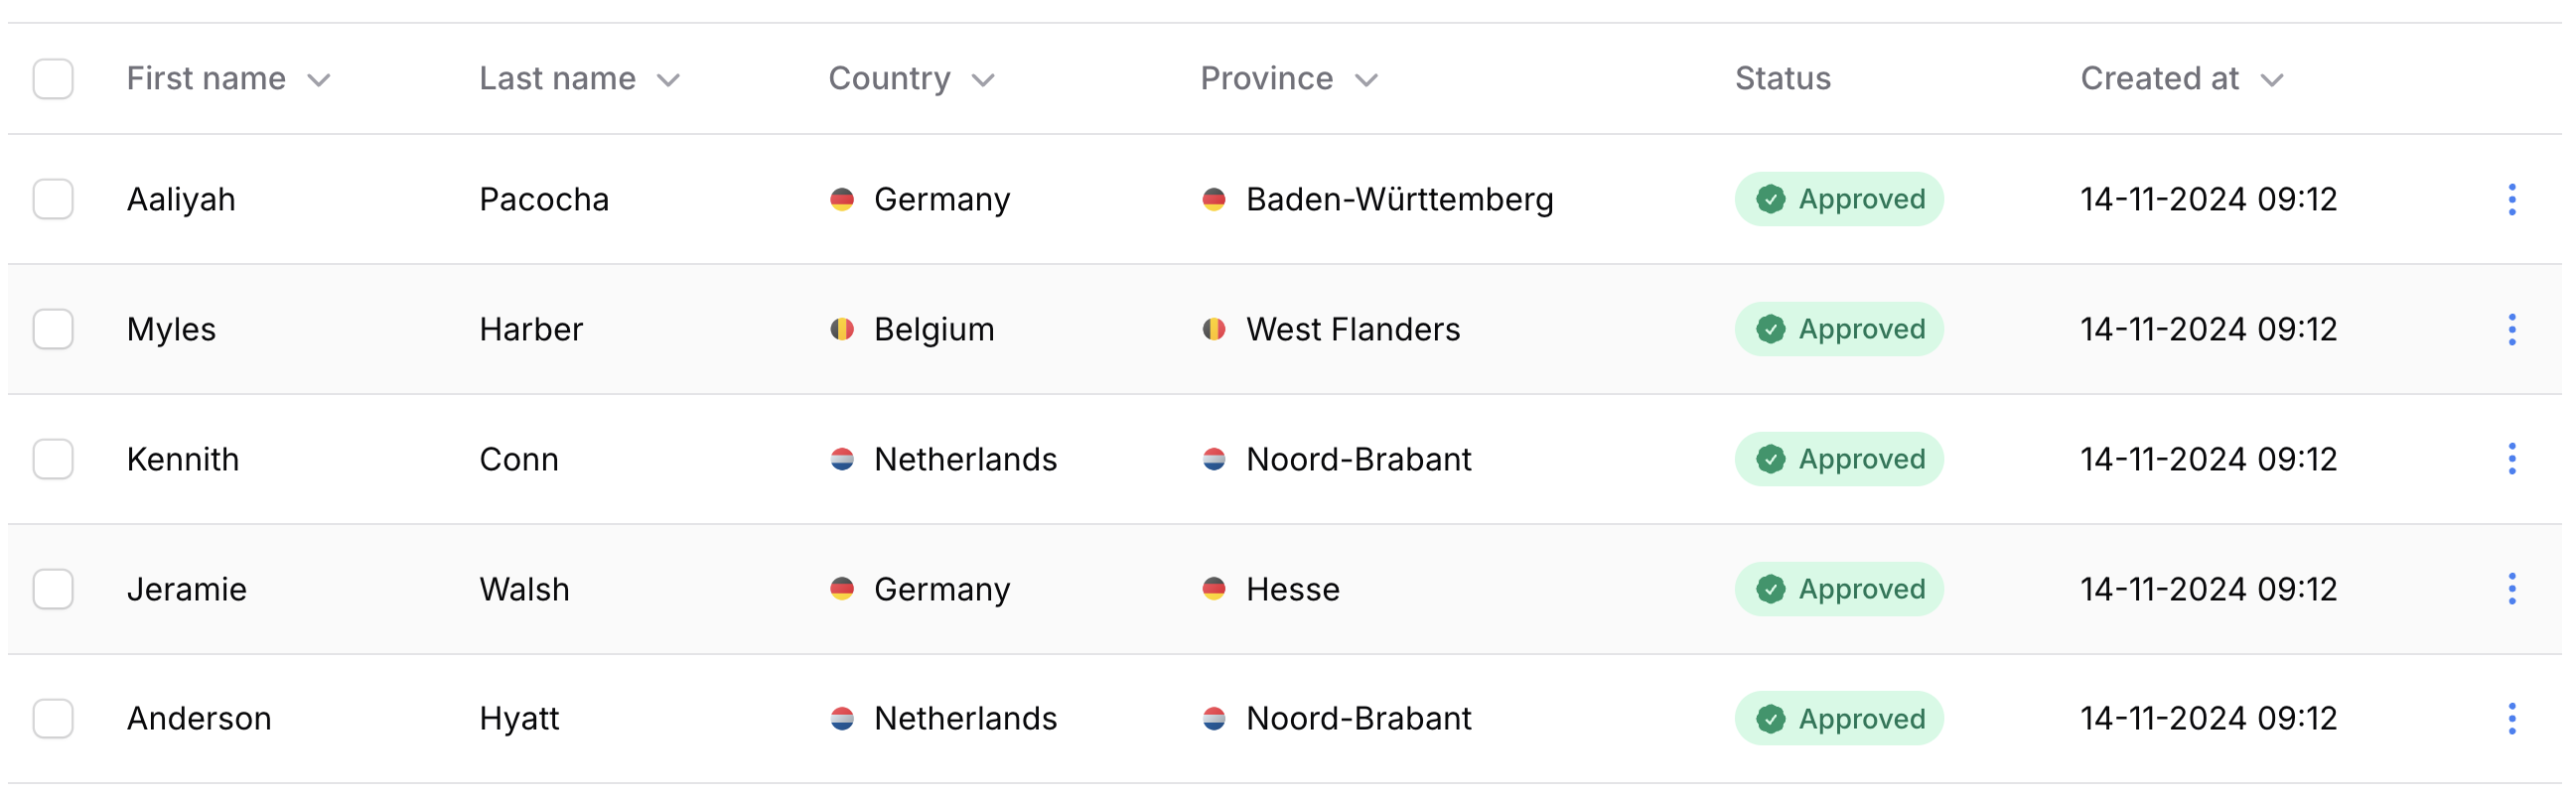 First name Last name Country Province Status Created at
Aaliyah Pacocha Germany Baden-Württemberg Approved 14-11-2024 09:12
Myles Harber Belgium West Flanders Approved 14-11-2024 09:12
Kennith Conn Netherlands Noord-Brabant Approved 14-11-2024 09:12
Jeramie Walsh Germany Hesse Approved 14-11-2024 09:12
Anderson Hyatt Netherlands Noord-Brabant Approved 14-11-2024 09:12